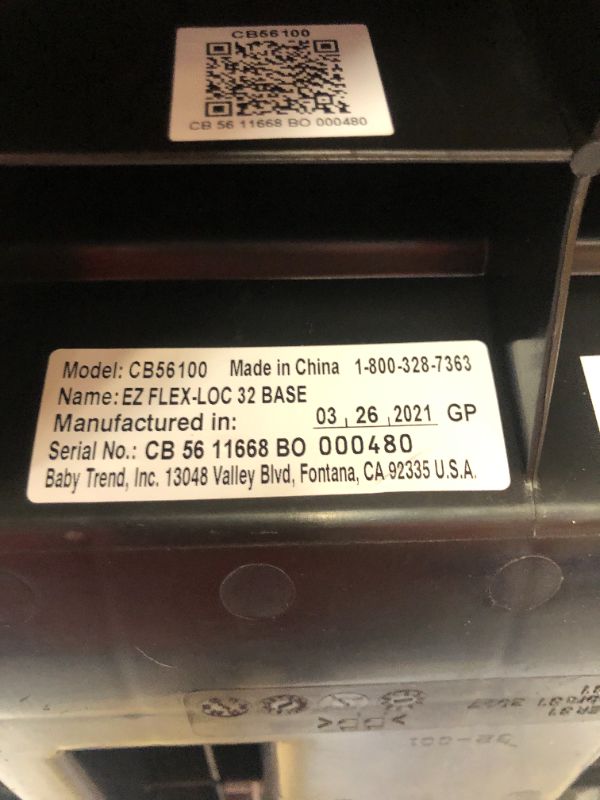 CB56100
CB 56 11668 BO 000480
Model: CB56100 Made in China 1-800-328-7363
Name: EZ FLEX-LOC 32 BASE
Manufactured in: 03 , 26 , 2021 GP
Serial No.: CB 56 11668 BO 000480
Baby Trend, Inc. 13048 Valley Blvd, Fontana, CA 92335 U.S.A.
>PP<